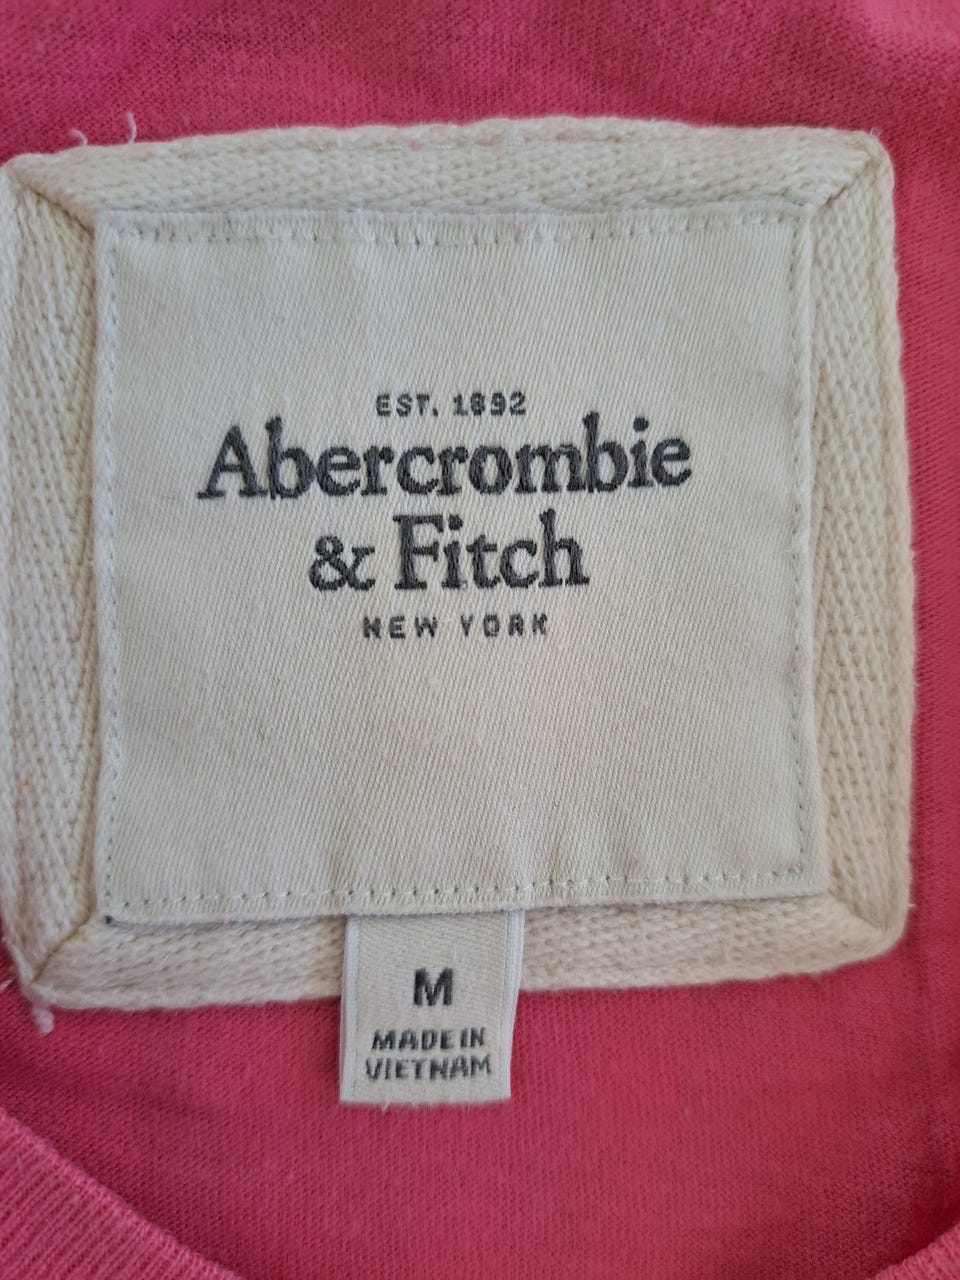 EST. 1892
Abercrombie
& Fitch
NEW YORK
M
MADE IN
VIETNAM